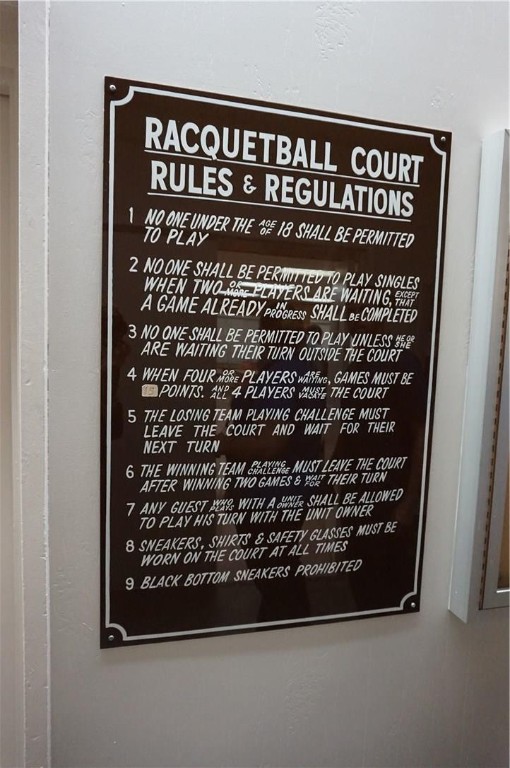 RACQUETBALL COURT
RULES & REGULATIONS
1 NO ONE UNDER THE AGE OF 18 SHALL BE PERMITTED
TO PLAY
2 NO ONE SHALL BE PERMITTED TO PLAY SINGLES
WHEN TWO OR MORE PLAYERS ARE WAITING, EXCEPT THAT
A GAME ALREADY IN PROGRESS SHALL BE COMPLETED
3 NO ONE SHALL BE PERMITTED TO PLAY UNLESS HE OR SHE
ARE WAITING THEIR TURN OUTSIDE THE COURT
4 WHEN FOUR OR MORE PLAYERS ARE WAITING, GAMES MUST BE
15 POINTS. AND ALL 4 PLAYERS MUST VACATE THE COURT
5 THE LOSING TEAM PLAYING CHALLENGE MUST
LEAVE THE COURT AND WAIT FOR THEIR
NEXT TURN
6 THE WINNING TEAM PLAYING CHALLENGE MUST LEAVE THE COURT
AFTER WINNING TWO GAMES & WAIT FOR THEIR TURN
7 ANY GUEST WHO PLAYS WITH A UNIT OWNER SHALL BE ALLOWED
TO PLAY HIS TURN WITH THE UNIT OWNER
8 SNEAKERS, SHIRTS & SAFETY GLASSES MUST BE
WORN ON THE COURT AT ALL TIMES
9 BLACK BOTTOM SNEAKERS PROHIBITED